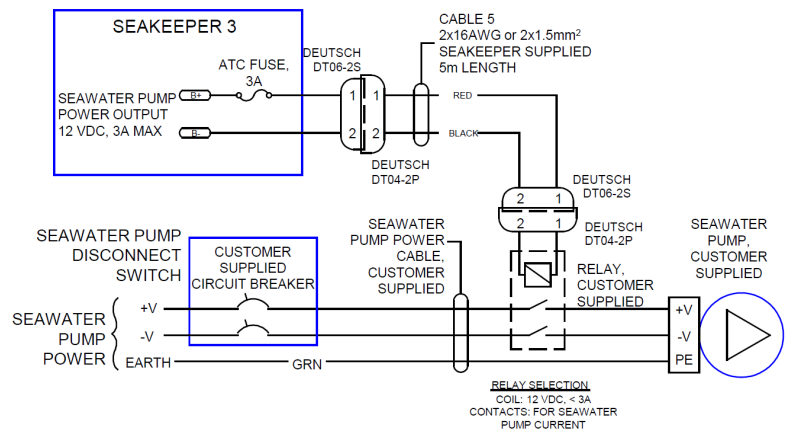 SEAKEEPER 3
ATC FUSE,
3A
SEAWATER PUMP
POWER OUTPUT
12 VDC, 3A MAX
B+
B-
DEUTSCH
DT06-2S
1
1
2
2
DEUTSCH
DT04-2P
CABLE 5
2x16AWG or 2x1.5mm²
SEAKEEPER SUPPLIED
5m LENGTH
RED
BLACK
DEUTSCH
DT06-2S
2
1
2
1
DEUTSCH
DT04-2P
SEAWATER PUMP
DISCONNECT
SWITCH
CUSTOMER
SUPPLIED
CIRCUIT BREAKER
SEAWATER
PUMP POWER
CABLE,
CUSTOMER
SUPPLIED
RELAY,
CUSTOMER
SUPPLIED
SEAWATER
PUMP,
CUSTOMER
SUPPLIED
SEAWATER
PUMP
POWER
+V
-V
EARTH
GRN
+V
-V
PE
RELAY SELECTION
COIL: 12 VDC, < 3A
CONTACTS: FOR SEAWATER
PUMP CURRENT